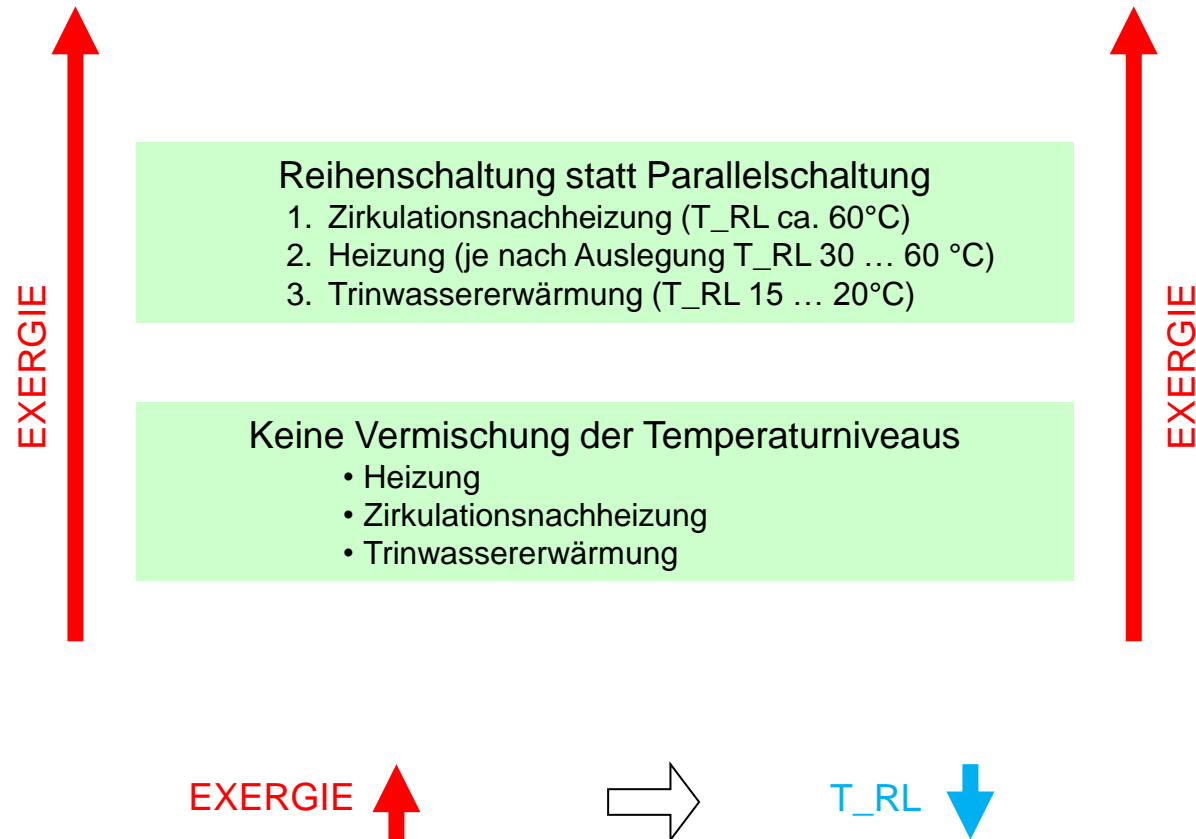 EXERGIE
Reihenschaltung statt Parallelschaltung
1. Zirkulationsnachheizung (T_RL ca. 60°C)
2. Heizung (je nach Auslegung T_RL 30 … 60 °C)
3. Trinwassererwärmung (T_RL 15 … 20°C)
Keine Vermischung der Temperaturniveaus
• Heizung
• Zirkulationsnachheizung
• Trinwassererwärmung
EXERGIE
EXERGIE
T_RL